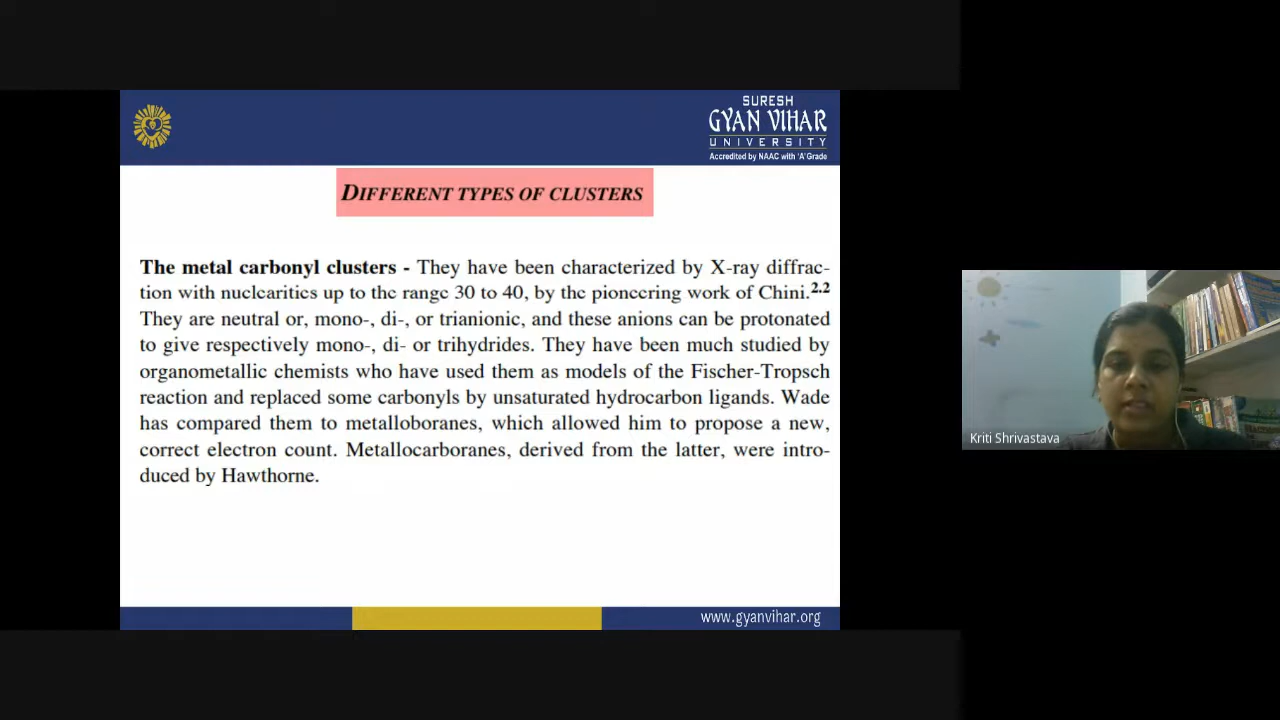 SURESH
GYAN VIHAR
UNIVERSITY
Accredited by NAAC with 'A' Grade
DIFFERENT TYPES OF CLUSTERS
The metal carbonyl clusters - They have been characterized by X-ray diffrac-
tion with nuclearities up to the range 30 to 40, by the pioneering work of Chini.2.2
They are neutral or, mono-, di-, or trianionic, and these anions can be protonated
to give respectively mono-, di- or trihydrides. They have been much studied by
organometallic chemists who have used them as models of the Fischer-Tropsch
reaction and replaced some carbonyls by unsaturated hydrocarbon ligands. Wade
has compared them to metalloboranes, which allowed him to propose a new,
correct electron count. Metallocarboranes, derived from the latter, were intro-
duced by Hawthorne.
www.gyanvihar.org
Kriti Shrivastava